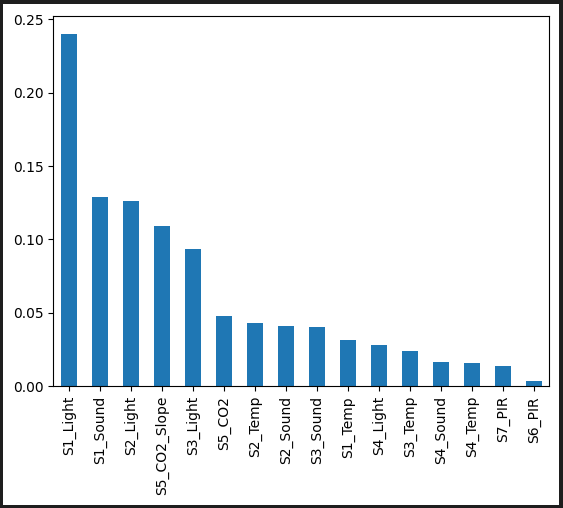 0.25
0.20
0.15
0.10
0.05
0.00
S1_Light
S1_Sound
S2_Light
S5_CO2_Slope
S3_Light
S5_CO2
S2_Temp
S2_Sound
S3_Sound
S1_Temp
S4_Light
S3_Temp
S4_Sound
S4_Temp
S7_PIR
S6_PIR